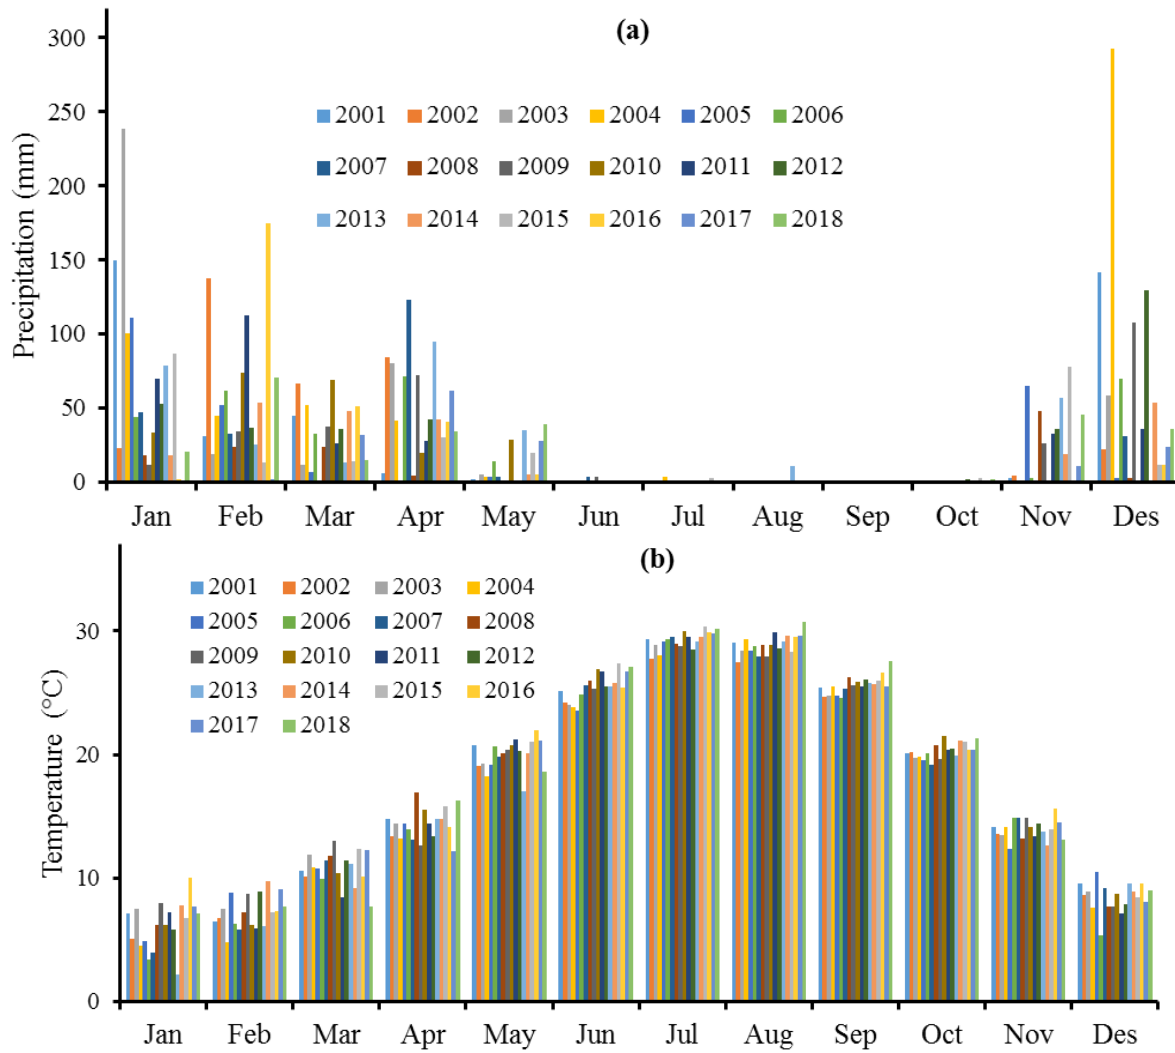 (a)
300
250
200
150
100
50
0
Precipitation (mm)
2001 2002 2003 2004 2005 2006
2007 2008 2009 2010 2011 2012
2013 2014 2015 2016 2017 2018
Jan Feb Mar Apr May Jun Jul Aug Sep Oct Nov Des
(b)
30
20
10
0
Temperature (°C)
2001 2002 2003 2004
2005 2006 2007 2008
2009 2010 2011 2012
2013 2014 2015 2016
2017 2018
Jan Feb Mar Apr May Jun Jul Aug Sep Oct Nov Des